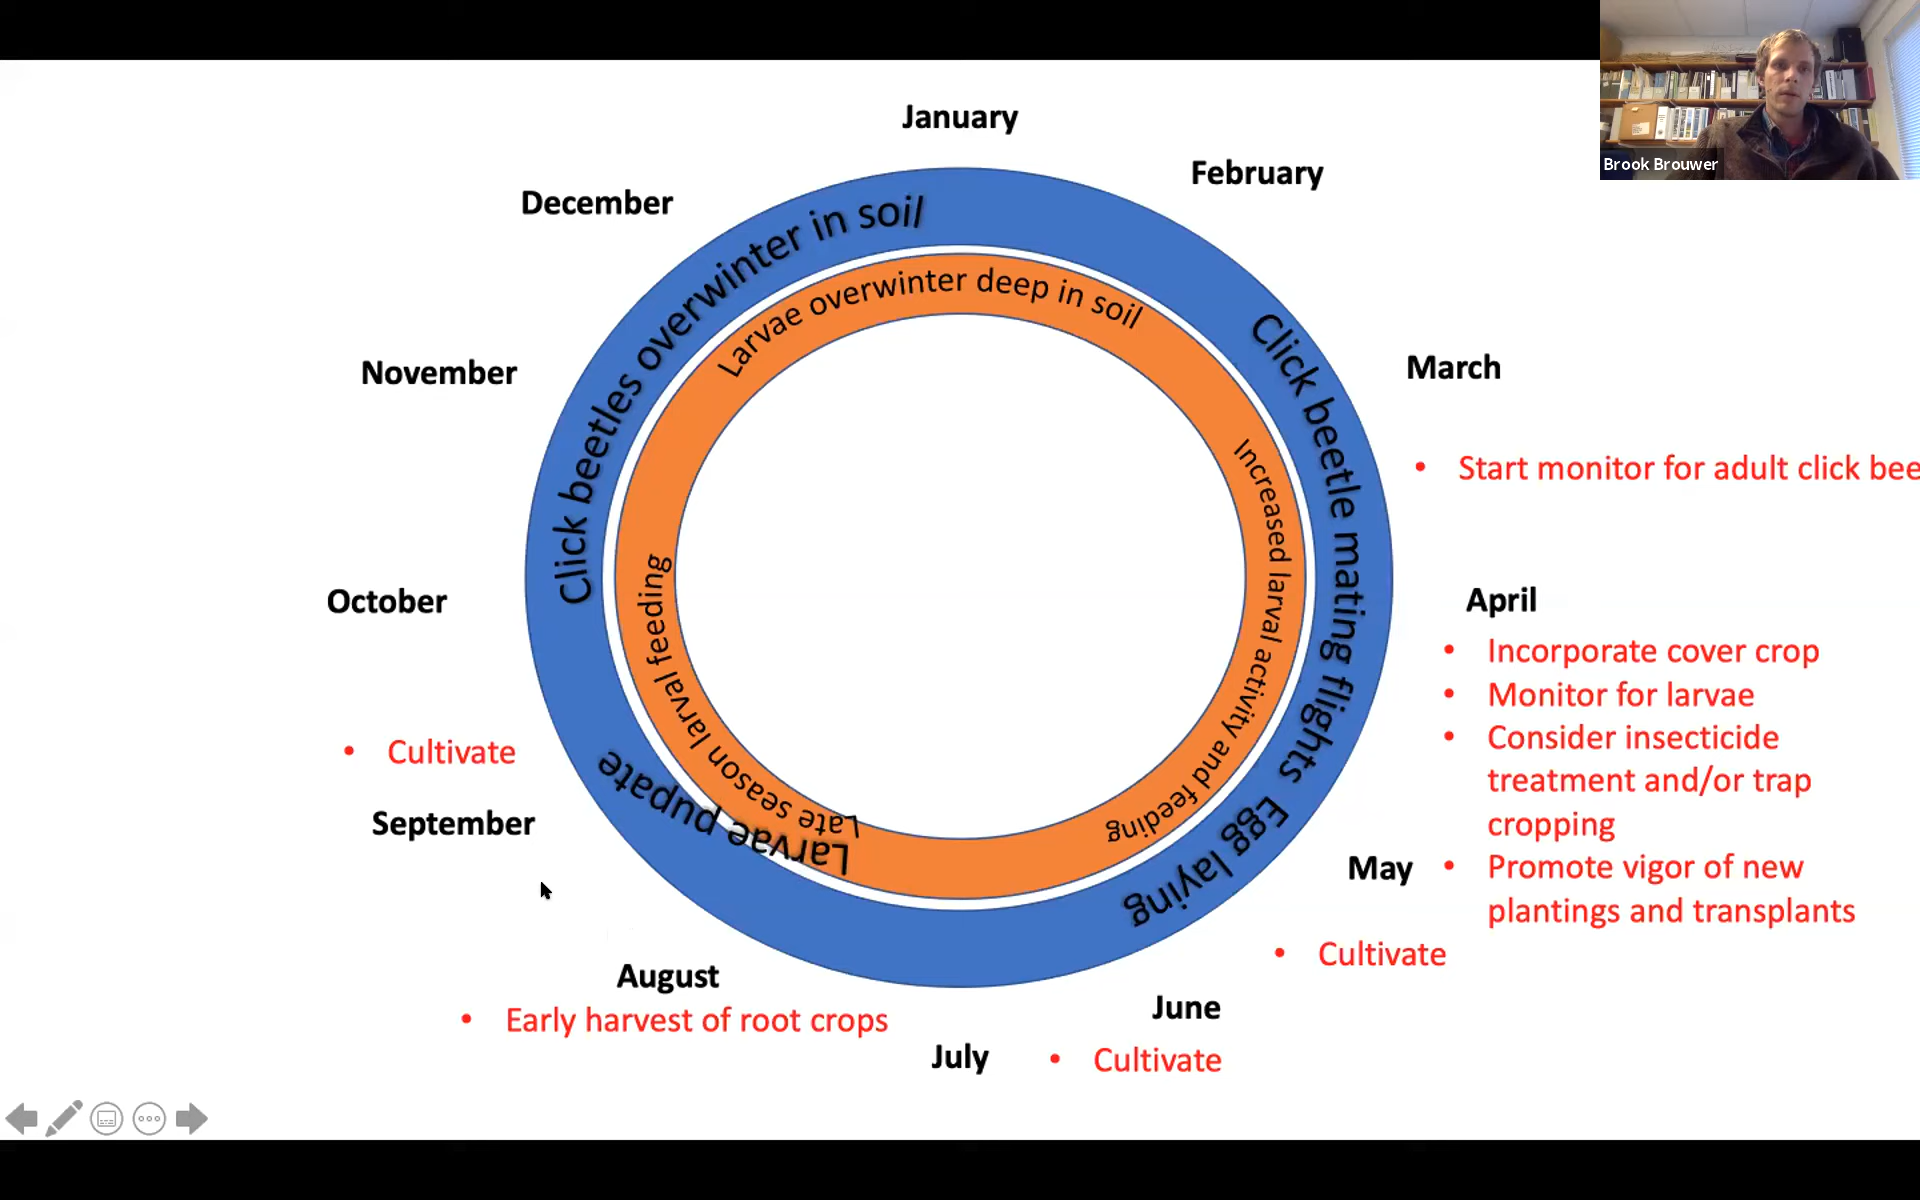 Brook Brouwer
January
February
December
Click beetles overwinter in soil
Larvae overwinter deep in soil
Click beetle mating flights
Increased larval activity and feeding
Egg laying
Larvae pupate
Late season larval feeding
March
• Start monitor for adult click bee
April
• Incorporate cover crop
• Monitor for larvae
• Consider insecticide
treatment and/or trap
cropping
• Promote vigor of new
plantings and transplants
May
• Cultivate
June
• Cultivate
July
August
• Early harvest of root crops
September
• Cultivate
October
November